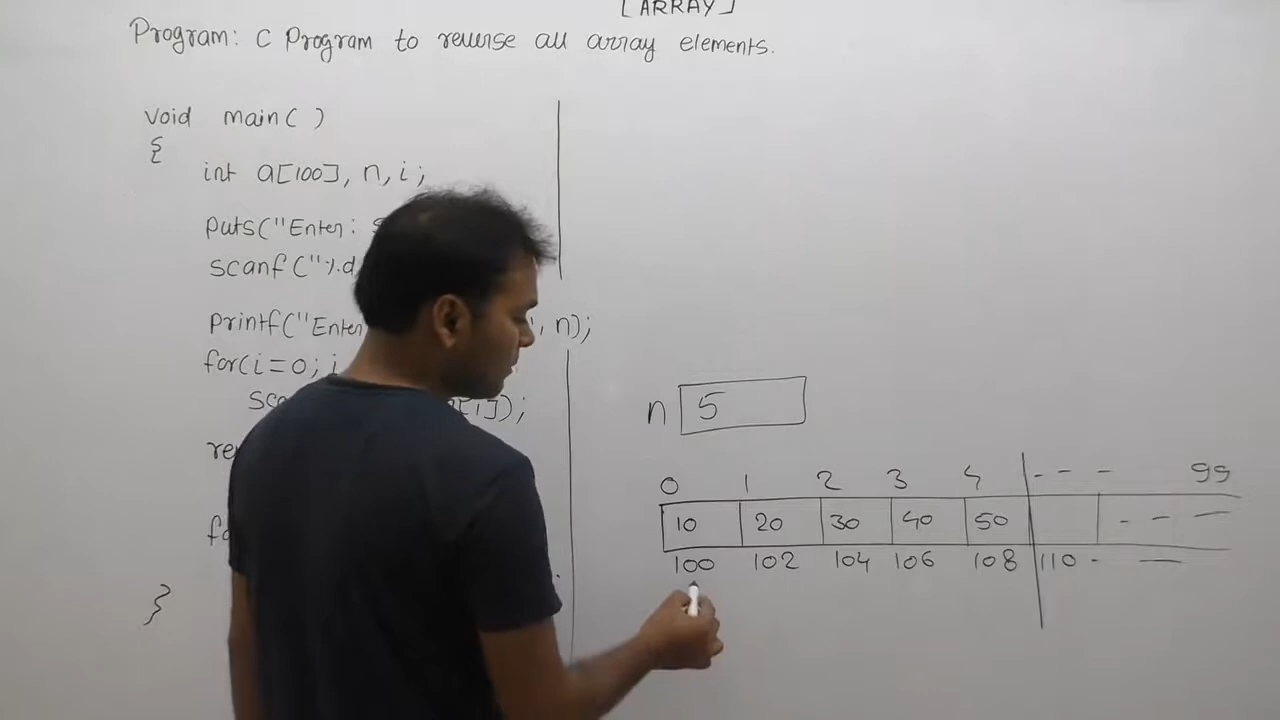 [ARRAY]
Program: C Program to reverse all array elements.
void main( )
{
int a[100], n, i ;
puts("Enter:
scanf("%d
printf("Enter , n);
for(i=0; i
[i]);
}
n 5
0 1 2 3 4 - - - 99
10 20 30 40 50 - - -
100 102 104 106 108 110 - —